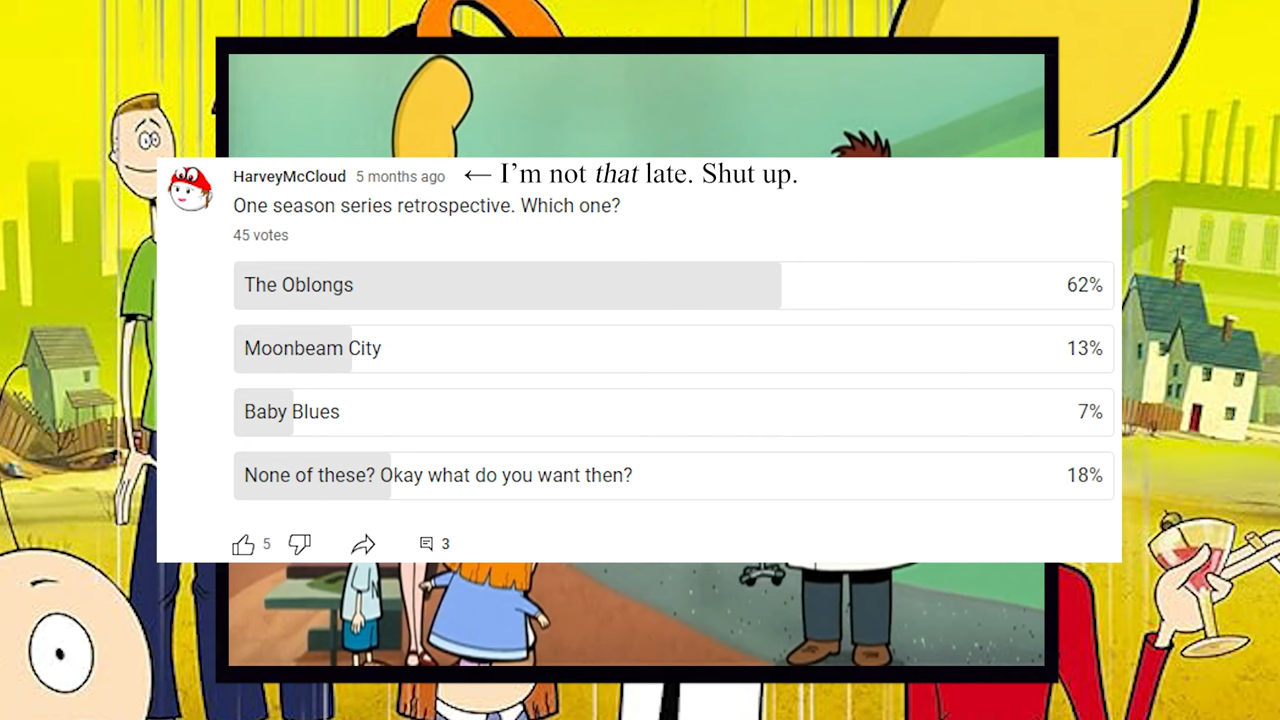 HarveyMcCloud 5 months ago ← I'm not that late. Shut up.
One season series retrospective. Which one?
45 votes
The Oblongs 62%
Moonbeam City 13%
Baby Blues 7%
None of these? Okay what do you want then? 18%
5 3